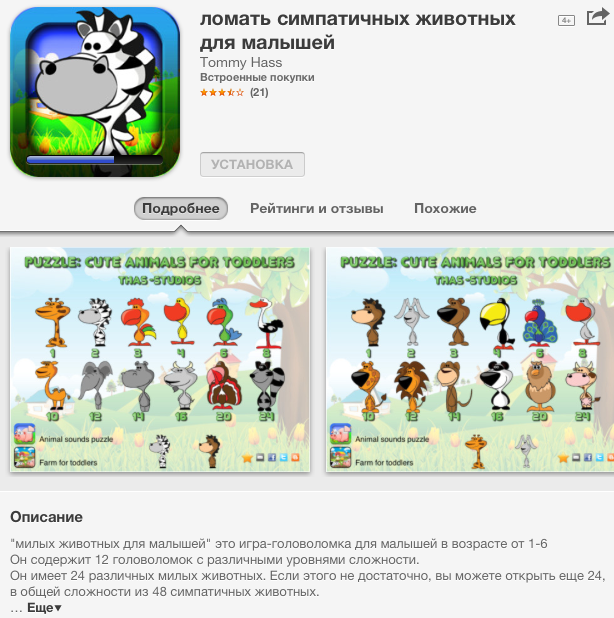 ломать симпатичных животных
для малышей
4+
Tommy Hass
Встроенные покупки
(21)
УСТАНОВКА
Подробнее
Рейтинги и отзывы
Похожие
PUZZLE: CUTE ANIMALS FOR TODDLERS
THAS-STUDIOS
1 2 3 4 6 8
10 12 14 16 20 24
Animal sounds puzzle
Farm for toddlers
PUZZLE: CUTE ANIMALS FOR TODDLERS
THAS-STUDIOS
1 2 3 4 6 8
10 12 14 16 20 24
Animal sounds puzzle
Farm for toddlers
Описание
"милых животных для малышей" это игра-головоломка для малышей в возрасте от 1-6
Он содержит 12 головоломок с различными уровнями сложности.
Он имеет 24 различных милых животных. Если этого не достаточно, вы можете открыть еще 24,
в общей сложности из 48 симпатичных животных.
... Еще▾